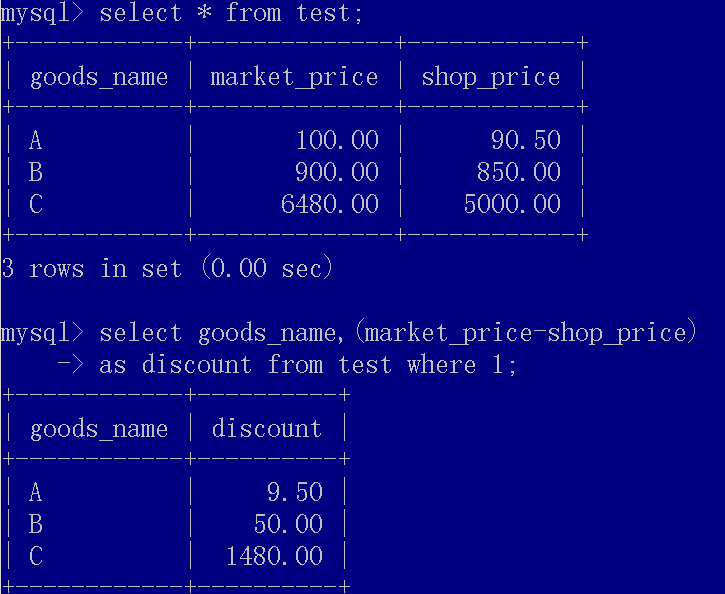 mysql> select * from test;
+------------+--------------+------------+
| goods_name | market_price | shop_price |
+------------+--------------+------------+
| A          |       100.00 |      90.50 |
| B          |       900.00 |     850.00 |
| C          |      6480.00 |    5000.00 |
+------------+--------------+------------+
3 rows in set (0.00 sec)

mysql> select goods_name,(market_price-shop_price)
    -> as discount from test where 1;
+------------+----------+
| goods_name | discount |
+------------+----------+
| A          |     9.50 |
| B          |    50.00 |
| C          |  1480.00 |
+------------+----------+